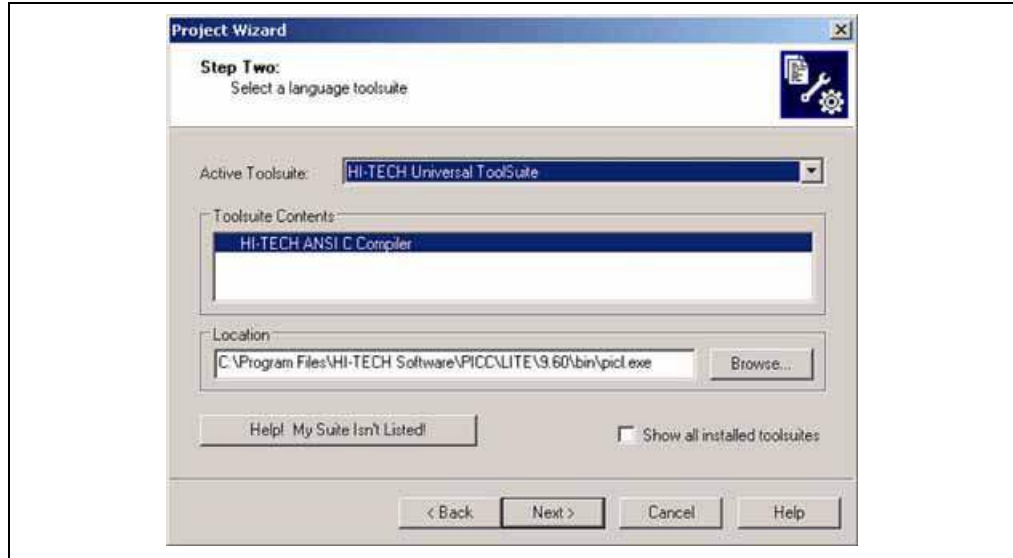 Project Wizard
Step Two:
Select a language toolsuite
Active Toolsuite: HI-TECH Universal ToolSuite
Toolsuite Contents
HI-TECH ANSI C Compiler
Location
C:\Program Files\HI-TECH Software\PICC\LITE\9.60\bin\picl.exe Browse...
Help! My Suite Isn't Listed! Show all installed toolsuites
< Back Next > Cancel Help